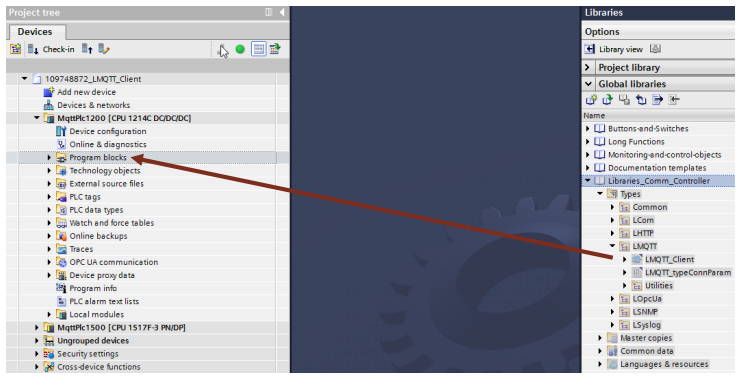 Project tree
Devices
Check-in
109748872_LMQTT_Client
Add new device
Devices & networks
MqttPlc1200 [CPU 1214C DC/DC/DC]
Device configuration
Online & diagnostics
Program blocks
Technology objects
External source files
PLC tags
PLC data types
Watch and force tables
Online backups
Traces
OPC UA communication
Device proxy data
Program info
PLC alarm text lists
Local modules
MqttPlc1500 [CPU 1517F-3 PN/DP]
Ungrouped devices
Security settings
Cross-device functions
Libraries
Options
Library view
Project library
Global libraries
Name
Buttons-and-Switches
Long Functions
Monitoring-and-control-objects
Documentation templates
Libraries_Comm_Controller
Types
Common
LCom
LHTTP
LMQTT
LMQTT_Client
LMQTT_typeConnParam
Utilities
LOpcUa
LSNMP
LSyslog
Master copies
Common data
Languages & resources